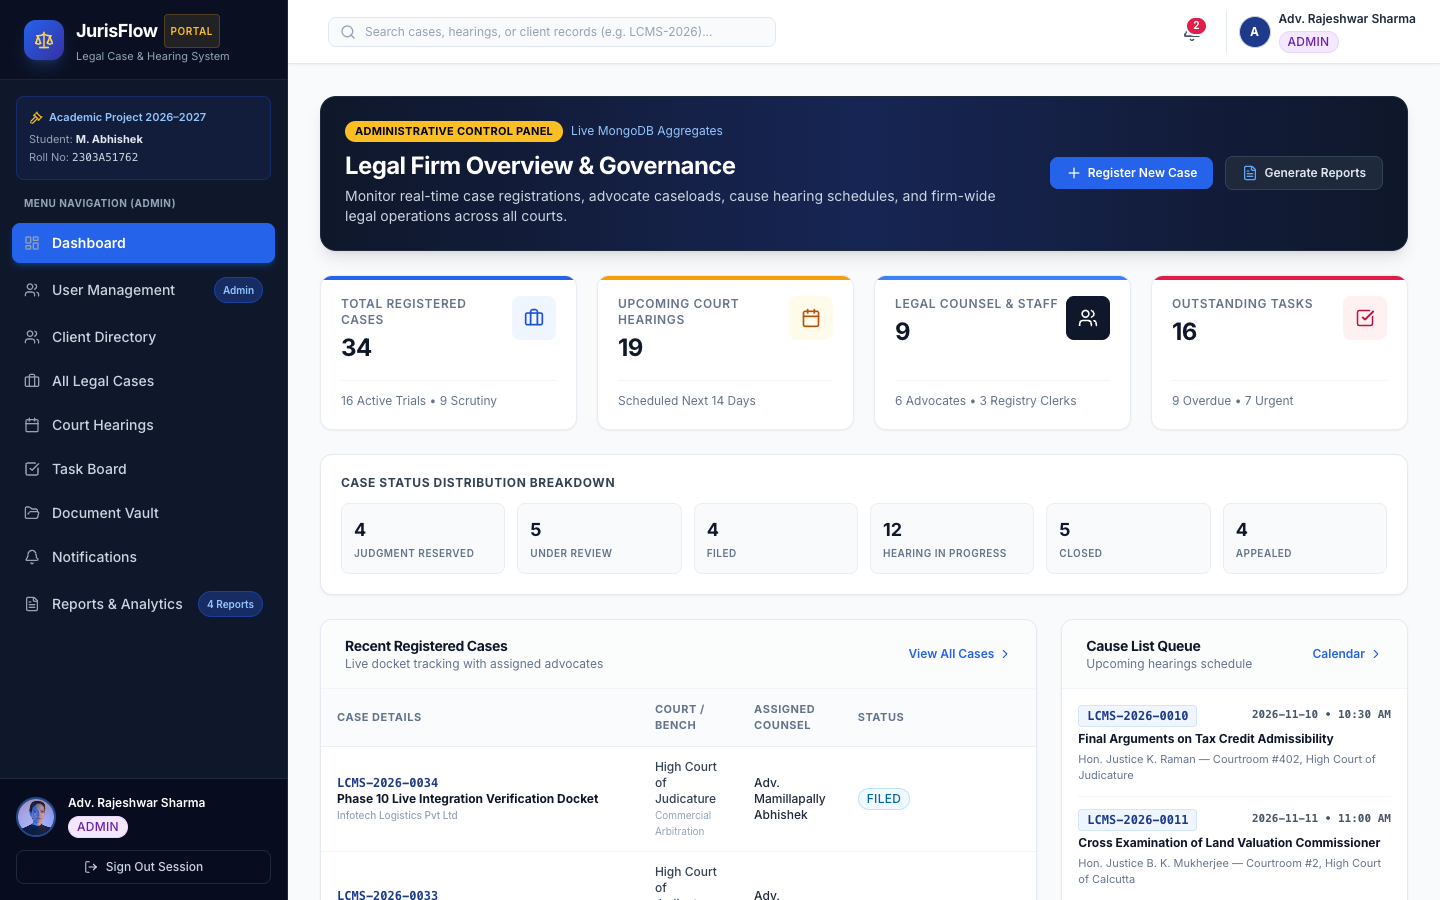 JurisFlow PORTAL
Legal Case & Hearing System
Academic Project 2026–2027
Student: M. Abhishek
Roll No: 2303A51762
MENU NAVIGATION (ADMIN)
Dashboard
User Management Admin
Client Directory
All Legal Cases
Court Hearings
Task Board
Document Vault
Notifications
Reports & Analytics 4 Reports
Adv. Rajeshwar Sharma
ADMIN
Sign Out Session
Search cases, hearings, or client records (e.g. LCMS-2026)...
2
A
Adv. Rajeshwar Sharma
ADMIN
ADMINISTRATIVE CONTROL PANEL Live MongoDB Aggregates
Legal Firm Overview & Governance
Monitor real-time case registrations, advocate caseloads, cause hearing schedules, and firm-wide
legal operations across all courts.
Register New Case
Generate Reports
TOTAL REGISTERED
CASES
34
16 Active Trials • 9 Scrutiny
UPCOMING COURT
HEARINGS
19
Scheduled Next 14 Days
LEGAL COUNSEL & STAFF
9
6 Advocates • 3 Registry Clerks
OUTSTANDING TASKS
16
9 Overdue • 7 Urgent
CASE STATUS DISTRIBUTION BREAKDOWN
4
JUDGMENT RESERVED
5
UNDER REVIEW
4
FILED
12
HEARING IN PROGRESS
5
CLOSED
4
APPEALED
Recent Registered Cases
Live docket tracking with assigned advocates
View All Cases
CASE DETAILS
COURT /
BENCH
ASSIGNED
COUNSEL
STATUS
LCMS-2026-0034
Phase 10 Live Integration Verification Docket
Infotech Logistics Pvt Ltd
High Court
of
Judicature
Commercial
Arbitration
Adv.
Mamillapally
Abhishek
FILED
LCMS-2026-0033
High Court
of
Adv.
Cause List Queue
Upcoming hearings schedule
Calendar
LCMS-2026-0010 2026-11-10 • 10:30 AM
Final Arguments on Tax Credit Admissibility
Hon. Justice K. Raman — Courtroom #402, High Court of
Judicature
LCMS-2026-0011 2026-11-11 • 11:00 AM
Cross Examination of Land Valuation Commissioner
Hon. Justice B. K. Mukherjee — Courtroom #2, High Court
of Calcutta